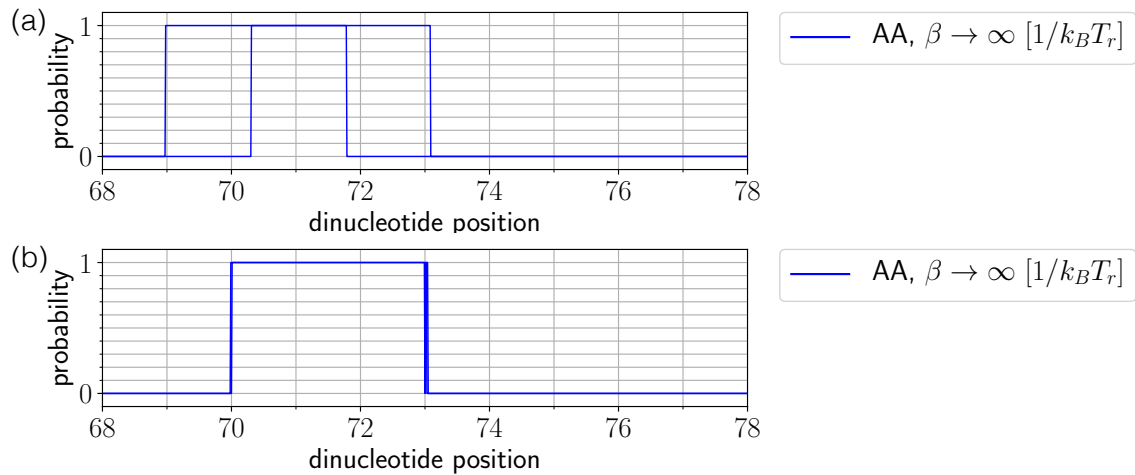 (a)
probability
1
0
68 70 72 74 76 78
dinucleotide position
AA, β → ∞ [1/k_BT_r]
(b)
probability
1
0
68 70 72 74 76 78
dinucleotide position
AA, β → ∞ [1/k_BT_r]